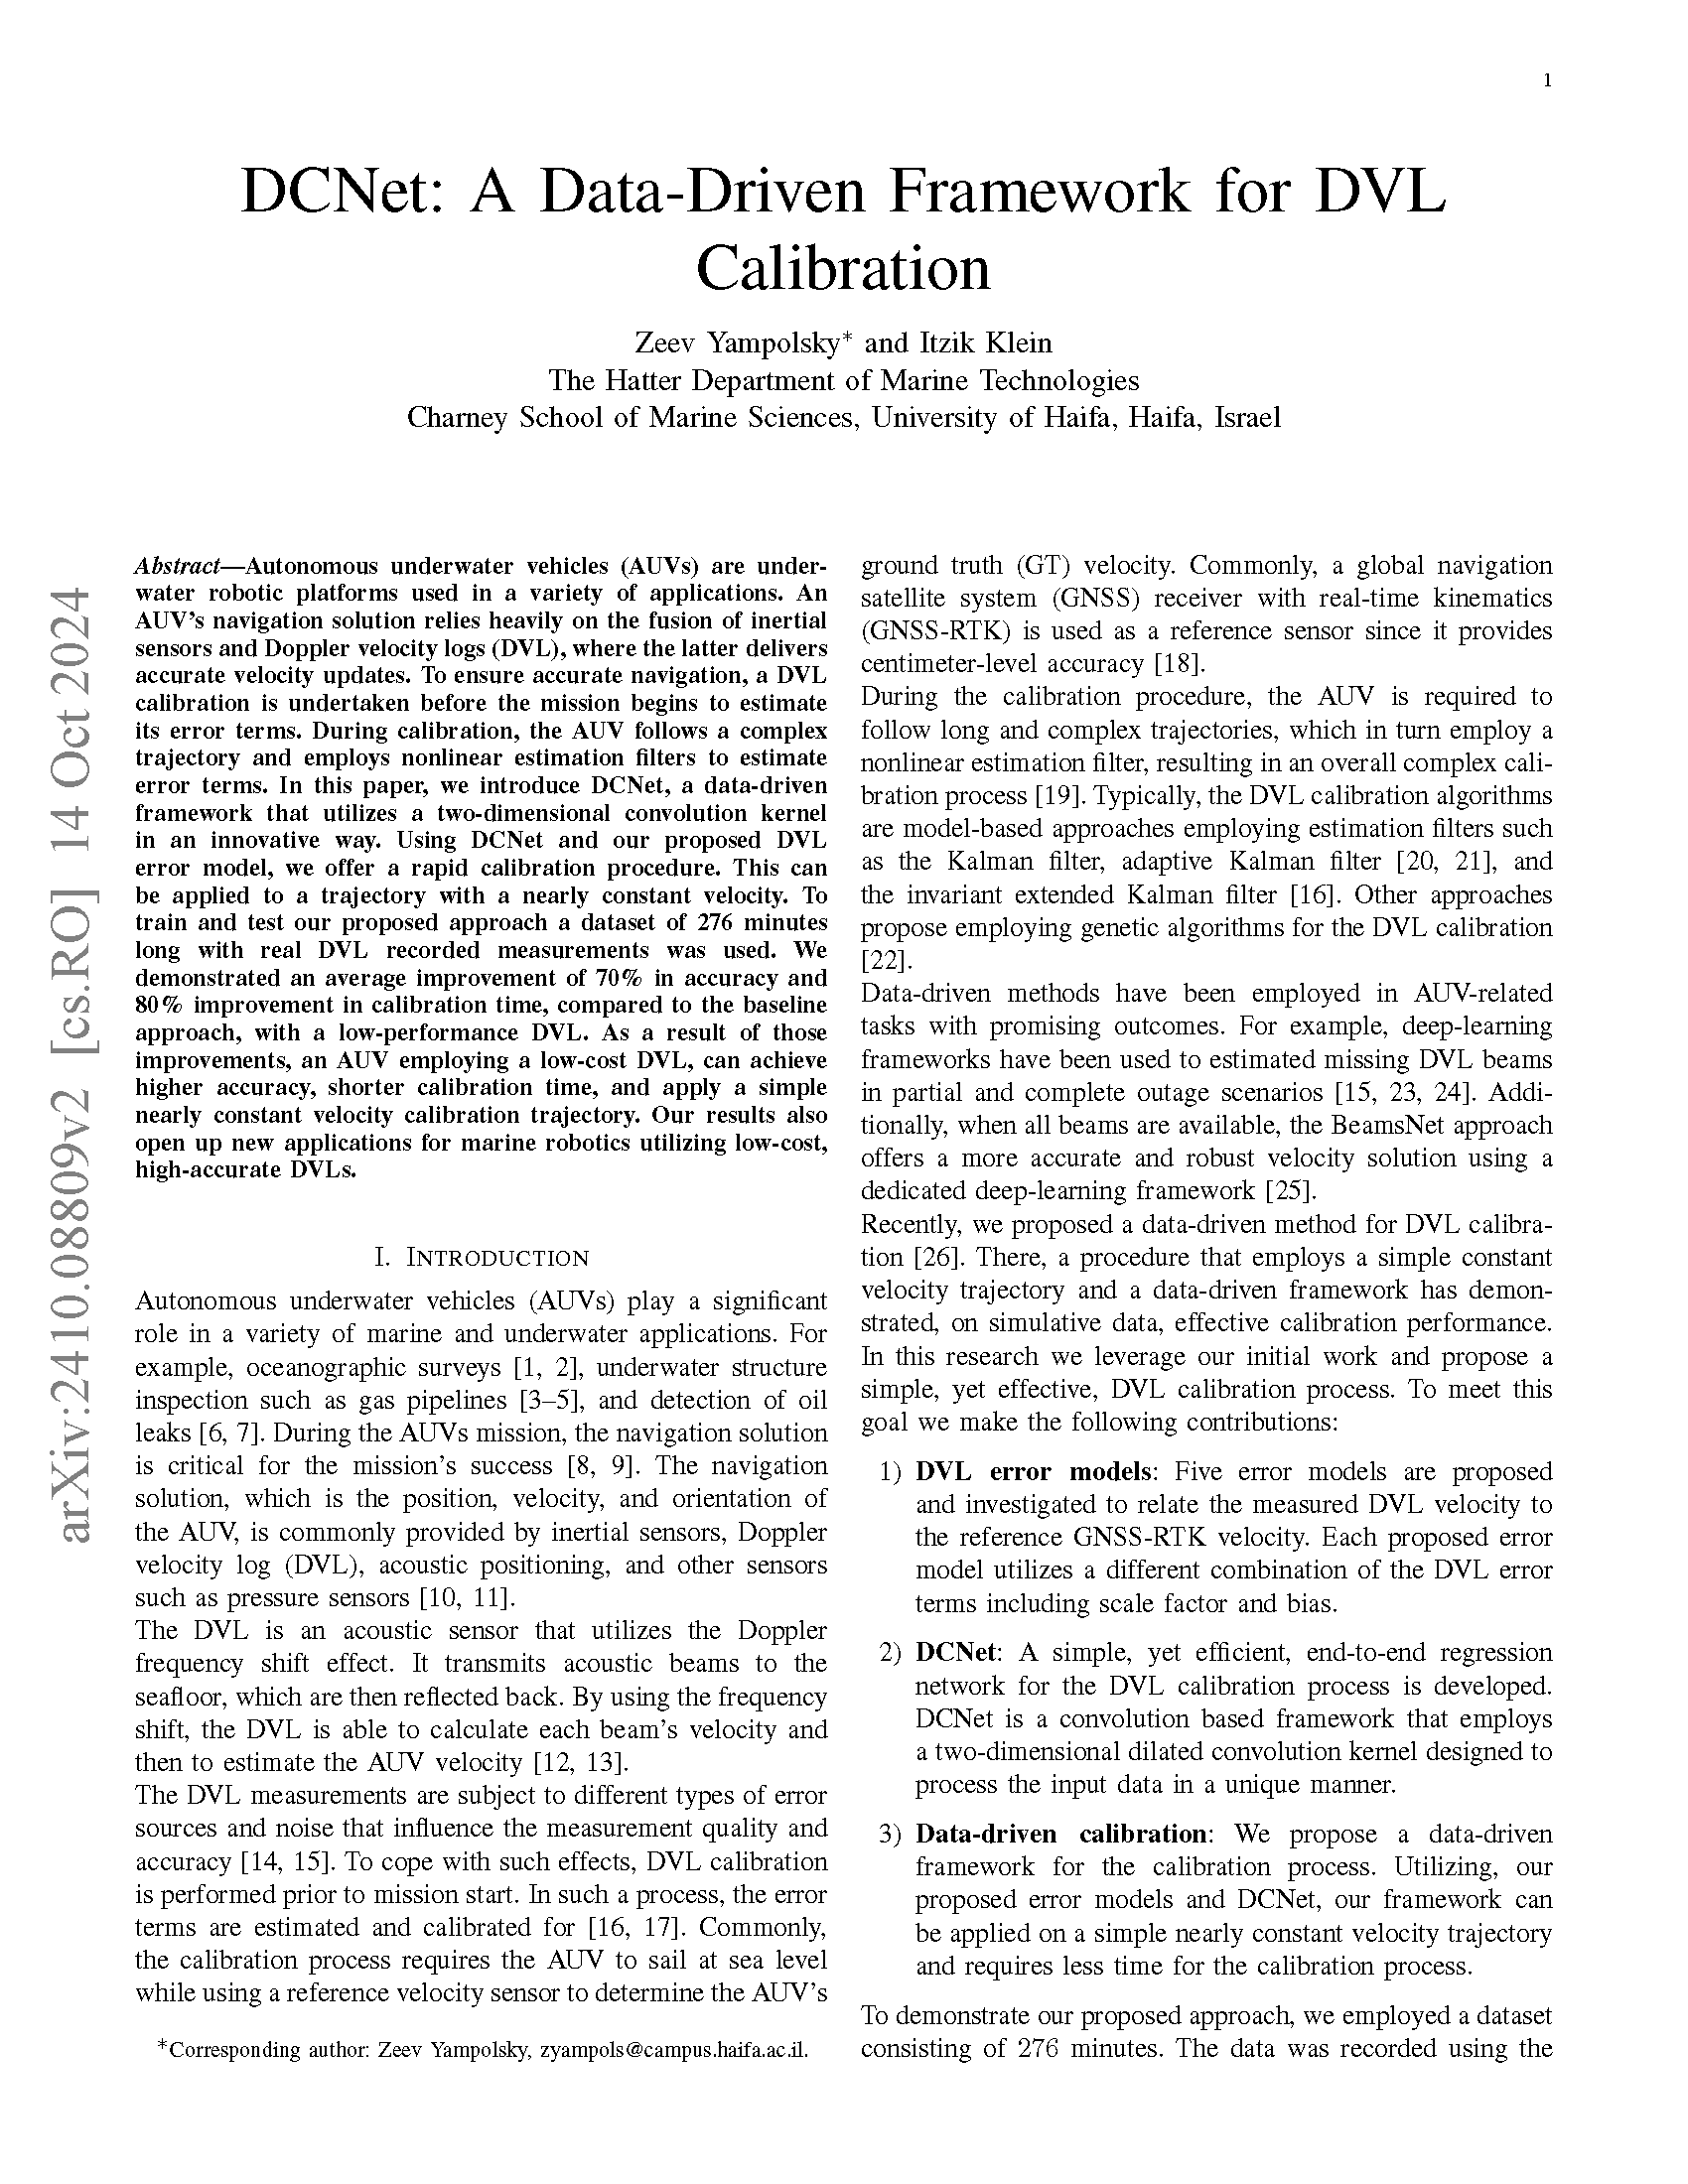 1
DCNet: A Data-Driven Framework for DVL
Calibration
Zeev Yampolsky* and Itzik Klein
The Hatter Department of Marine Technologies
Charney School of Marine Sciences, University of Haifa, Haifa, Israel
arXiv:2410.08809v2 [cs.RO] 14 Oct 2024
Abstract—Autonomous underwater vehicles (AUVs) are under-
water robotic platforms used in a variety of applications. An
AUV's navigation solution relies heavily on the fusion of inertial
sensors and Doppler velocity logs (DVL), where the latter delivers
accurate velocity updates. To ensure accurate navigation, a DVL
calibration is undertaken before the mission begins to estimate
its error terms. During calibration, the AUV follows a complex
trajectory and employs nonlinear estimation filters to estimate
error terms. In this paper, we introduce DCNet, a data-driven
framework that utilizes a two-dimensional convolution kernel
in an innovative way. Using DCNet and our proposed DVL
error model, we offer a rapid calibration procedure. This can
be applied to a trajectory with a nearly constant velocity. To
train and test our proposed approach a dataset of 276 minutes
long with real DVL recorded measurements was used. We
demonstrated an average improvement of 70% in accuracy and
80% improvement in calibration time, compared to the baseline
approach, with a low-performance DVL. As a result of those
improvements, an AUV employing a low-cost DVL, can achieve
higher accuracy, shorter calibration time, and apply a simple
nearly constant velocity calibration trajectory. Our results also
open up new applications for marine robotics utilizing low-cost,
high-accurate DVLs.
I. INTRODUCTION
Autonomous underwater vehicles (AUVs) play a significant
role in a variety of marine and underwater applications. For
example, oceanographic surveys [1, 2], underwater structure
inspection such as gas pipelines [3–5], and detection of oil
leaks [6, 7]. During the AUVs mission, the navigation solution
is critical for the mission's success [8, 9]. The navigation
solution, which is the position, velocity, and orientation of
the AUV, is commonly provided by inertial sensors, Doppler
velocity log (DVL), acoustic positioning, and other sensors
such as pressure sensors [10, 11].
The DVL is an acoustic sensor that utilizes the Doppler
frequency shift effect. It transmits acoustic beams to the
seafloor, which are then reflected back. By using the frequency
shift, the DVL is able to calculate each beam's velocity and
then to estimate the AUV velocity [12, 13].
The DVL measurements are subject to different types of error
sources and noise that influence the measurement quality and
accuracy [14, 15]. To cope with such effects, DVL calibration
is performed prior to mission start. In such a process, the error
terms are estimated and calibrated for [16, 17]. Commonly,
the calibration process requires the AUV to sail at sea level
while using a reference velocity sensor to determine the AUV's
*Corresponding author: Zeev Yampolsky, zyampols@campus.haifa.ac.il.
ground truth (GT) velocity. Commonly, a global navigation
satellite system (GNSS) receiver with real-time kinematics
(GNSS-RTK) is used as a reference sensor since it provides
centimeter-level accuracy [18].
During the calibration procedure, the AUV is required to
follow long and complex trajectories, which in turn employ a
nonlinear estimation filter, resulting in an overall complex cali-
bration process [19]. Typically, the DVL calibration algorithms
are model-based approaches employing estimation filters such
as the Kalman filter, adaptive Kalman filter [20, 21], and
the invariant extended Kalman filter [16]. Other approaches
propose employing genetic algorithms for the DVL calibration
[22].
Data-driven methods have been employed in AUV-related
tasks with promising outcomes. For example, deep-learning
frameworks have been used to estimated missing DVL beams
in partial and complete outage scenarios [15, 23, 24]. Addi-
tionally, when all beams are available, the BeamsNet approach
offers a more accurate and robust velocity solution using a
dedicated deep-learning framework [25].
Recently, we proposed a data-driven method for DVL calibra-
tion [26]. There, a procedure that employs a simple constant
velocity trajectory and a data-driven framework has demon-
strated, on simulative data, effective calibration performance.
In this research we leverage our initial work and propose a
simple, yet effective, DVL calibration process. To meet this
goal we make the following contributions:
1) DVL error models: Five error models are proposed
and investigated to relate the measured DVL velocity to
the reference GNSS-RTK velocity. Each proposed error
model utilizes a different combination of the DVL error
terms including scale factor and bias.
2) DCNet: A simple, yet efficient, end-to-end regression
network for the DVL calibration process is developed.
DCNet is a convolution based framework that employs
a two-dimensional dilated convolution kernel designed to
process the input data in a unique manner.
3) Data-driven calibration: We propose a data-driven
framework for the calibration process. Utilizing, our
proposed error models and DCNet, our framework can
be applied on a simple nearly constant velocity trajectory
and requires less time for the calibration process.
To demonstrate our proposed approach, we employed a dataset
consisting of 276 minutes. The data was recorded using the